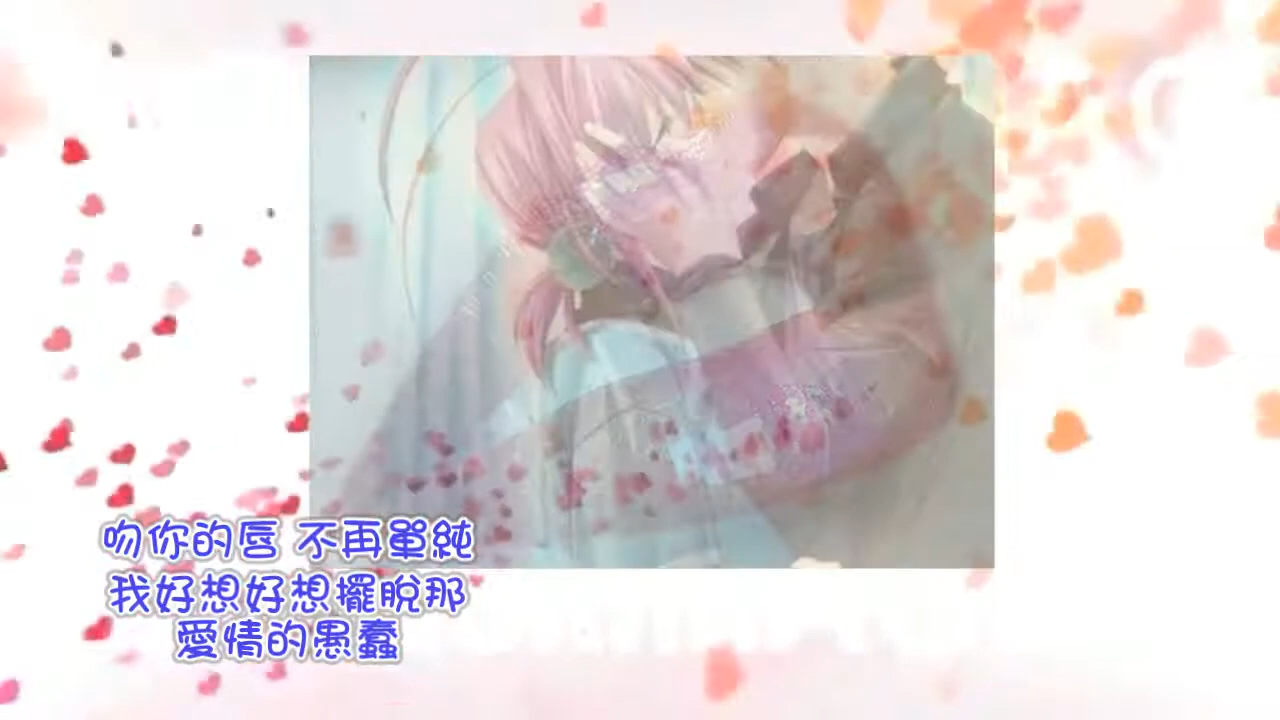 吻你的唇 不再單純
我好想好想擺脫那
愛情的愚蠢